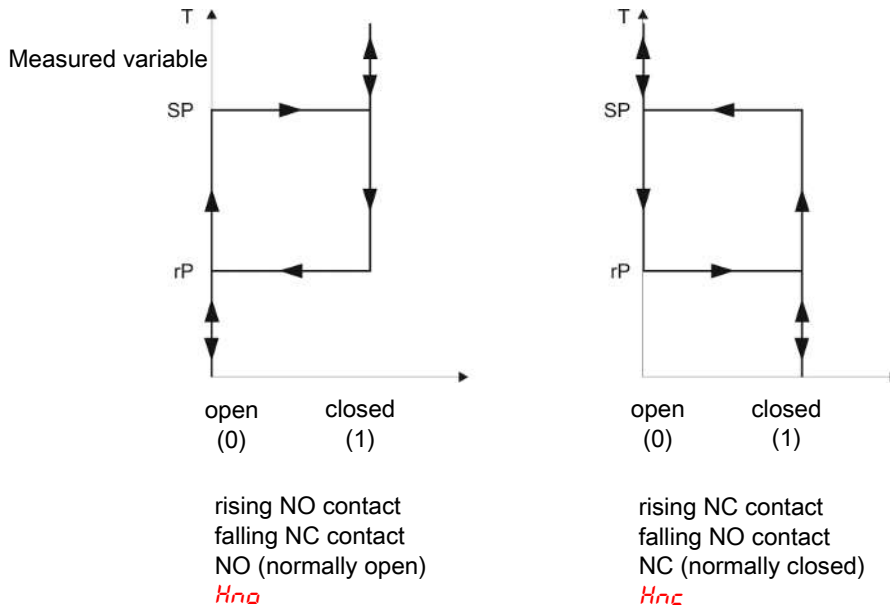 T
Measured variable
SP
rP
open
(0)
closed
(1)
rising NO contact
falling NC contact
NO (normally open)
Hno
T
SP
rP
open
(0)
closed
(1)
rising NC contact
falling NO contact
NC (normally closed)
Hnc